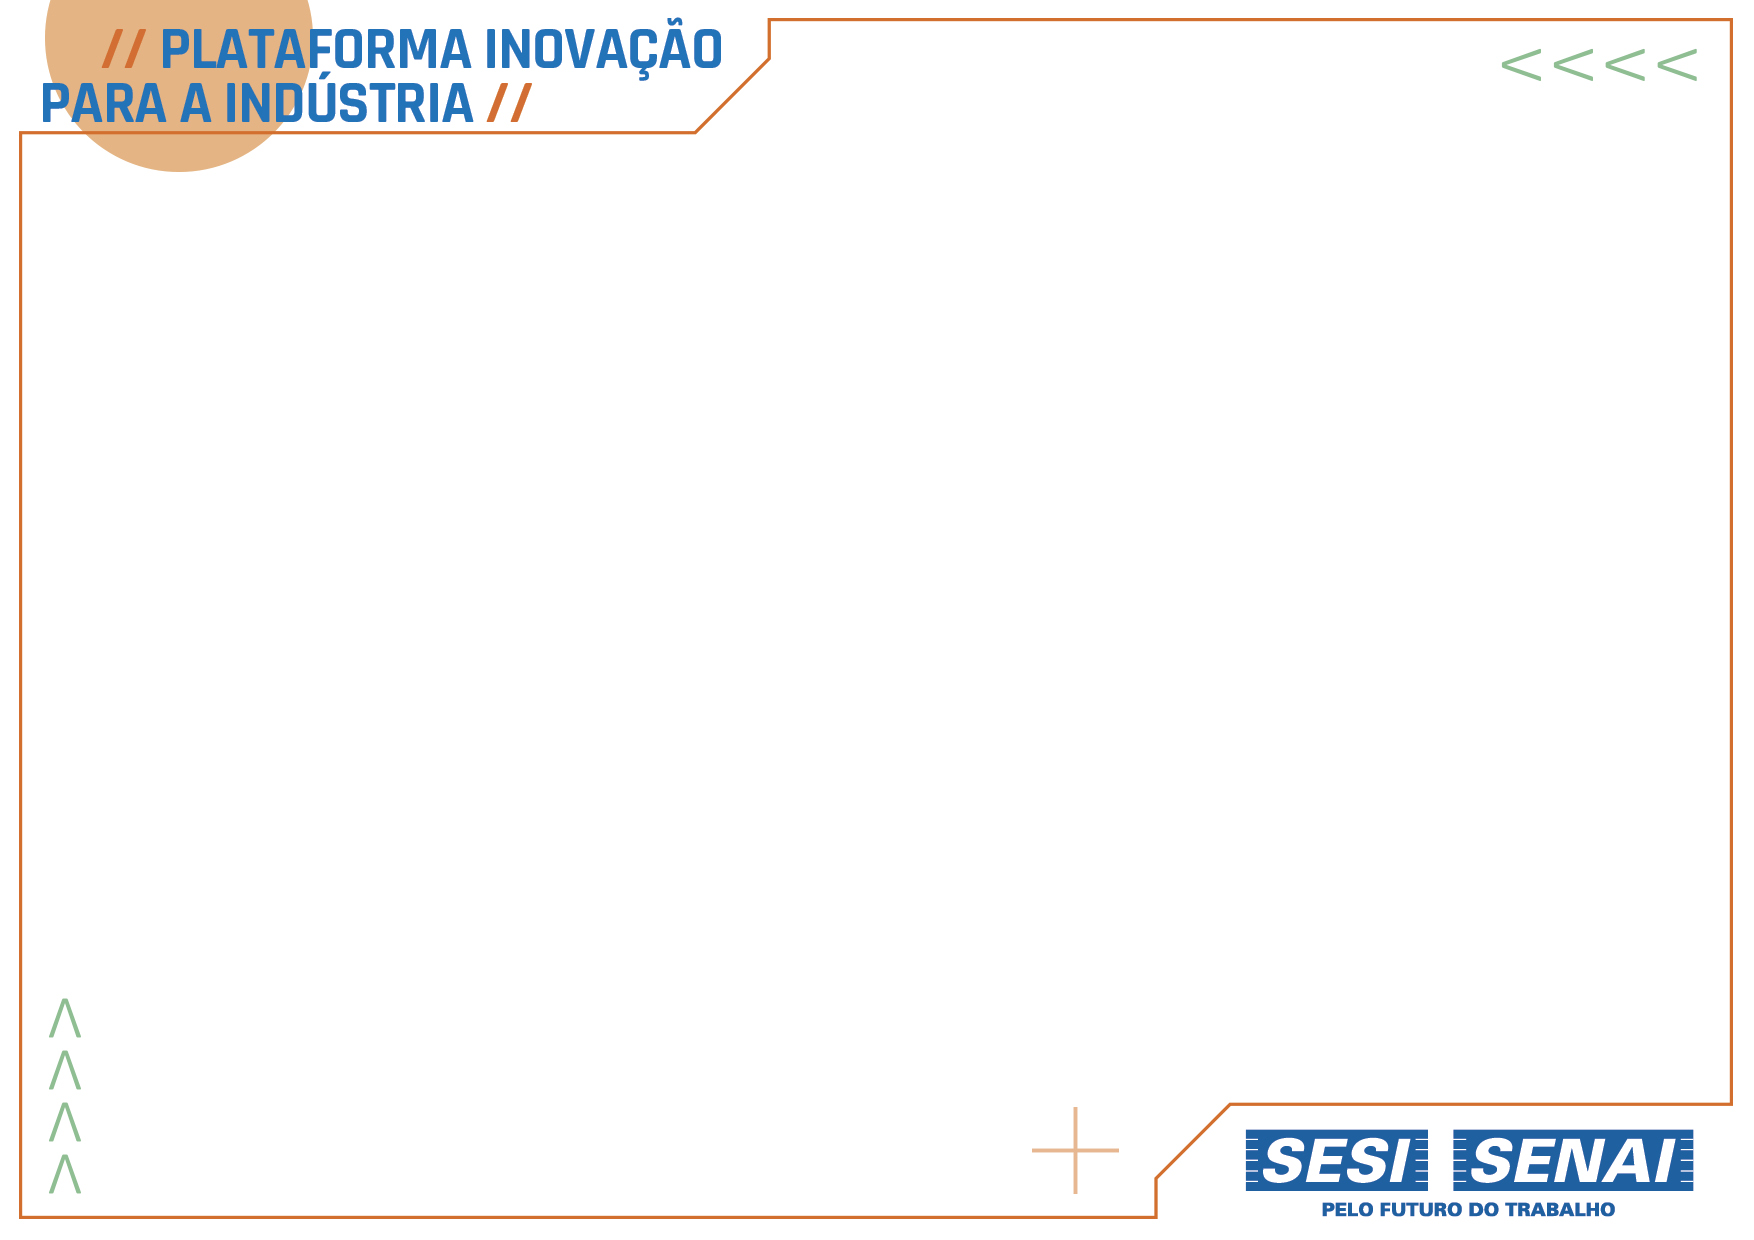 // PLATAFORMA INOVAÇÃO
PARA A INDÚSTRIA //
<<<<
SESI SENAI
PELO FUTURO DO TRABALHO